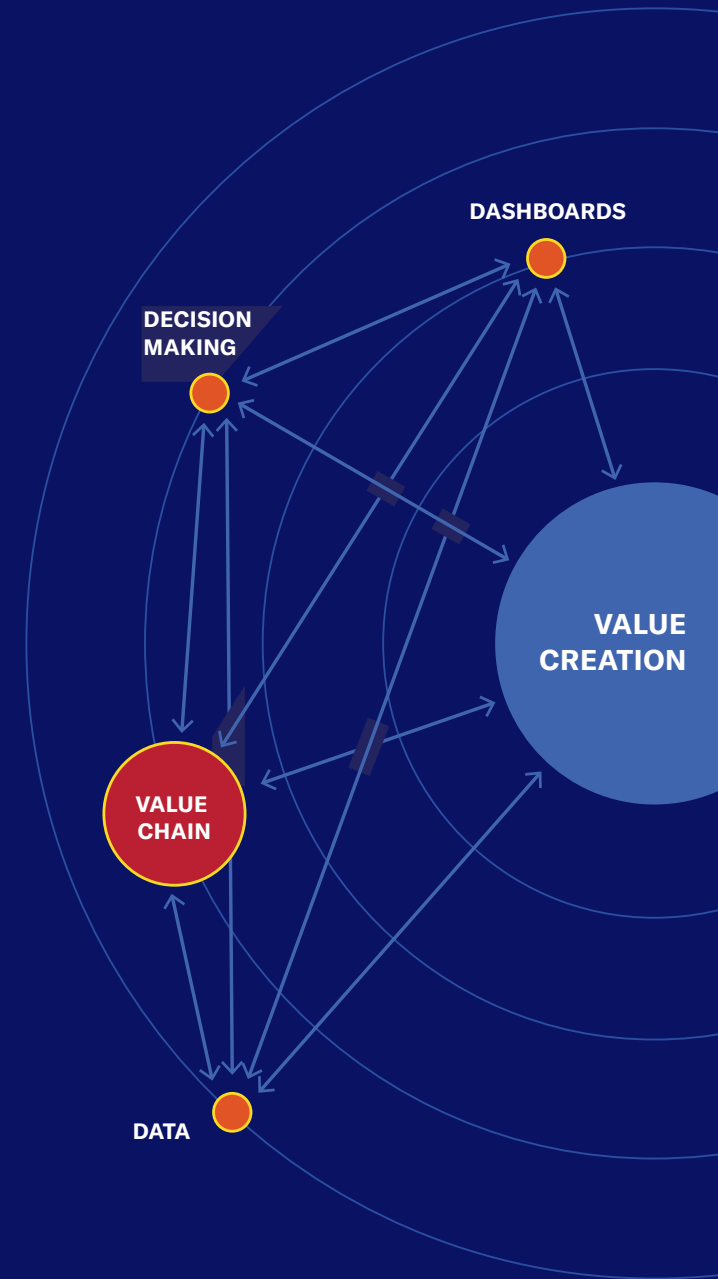 DASHBOARDS
DECISION
MAKING
VALUE
CREATION
VALUE
CHAIN
DATA